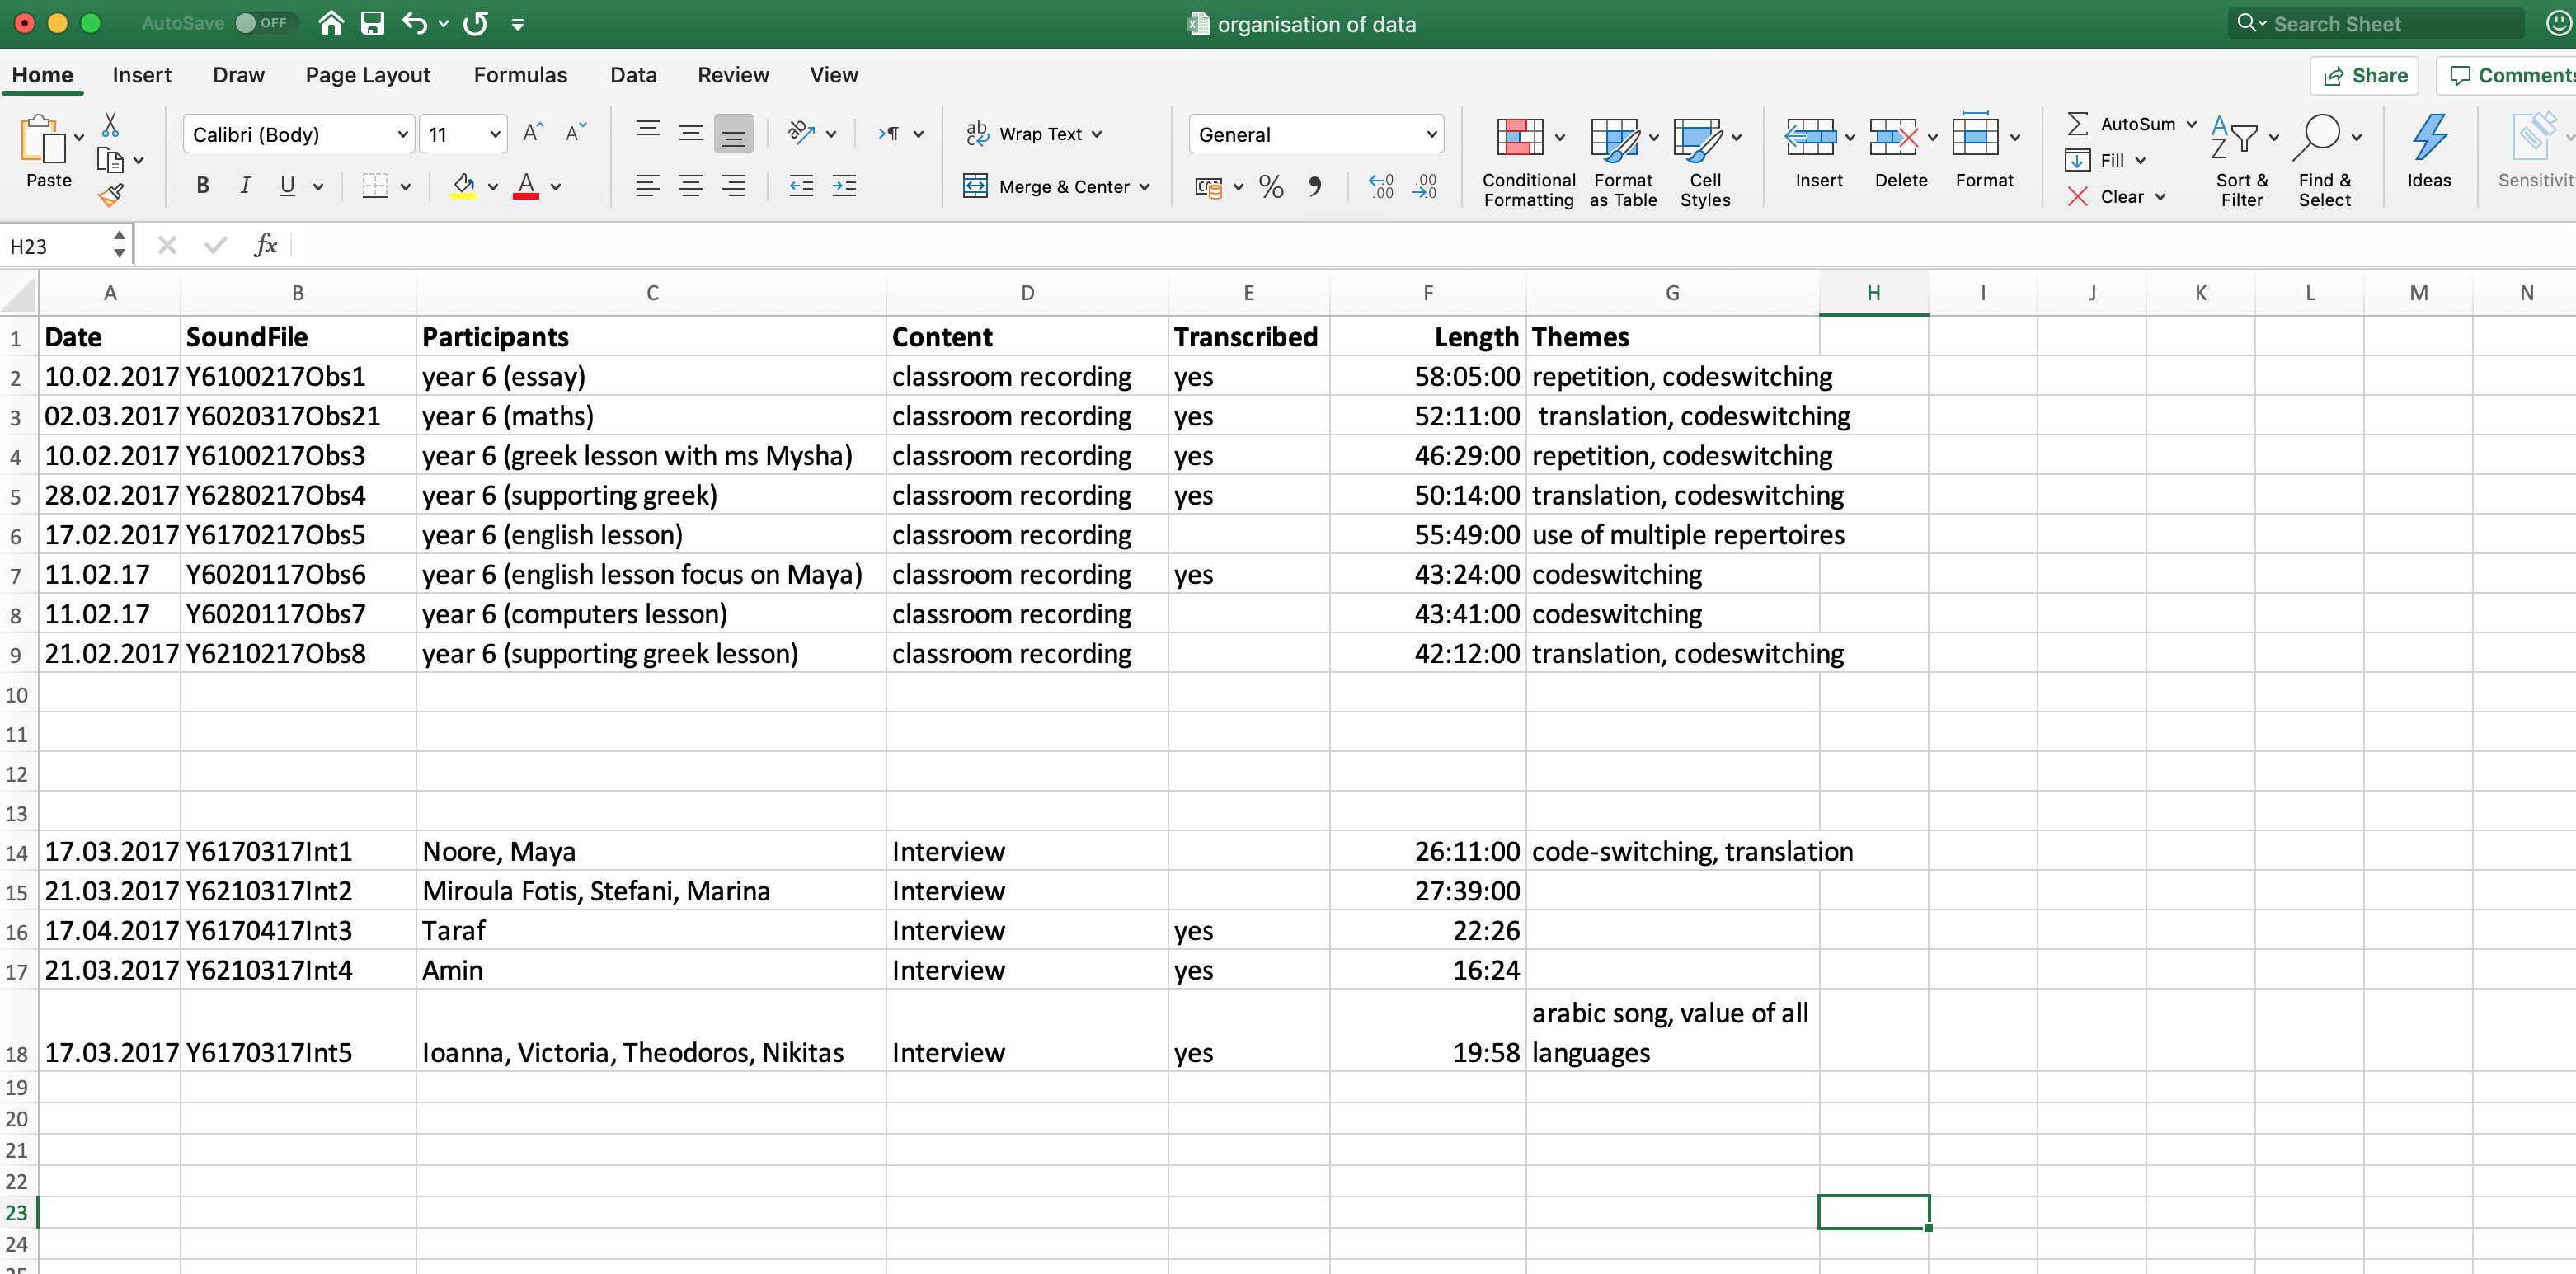 AutoSave OFF organisation of data Search Sheet
Home Insert Draw Page Layout Formulas Data Review View Share Comments
Paste Calibri (Body) 11 A A ab Wrap Text General Conditional Formatting Format as Table Cell Styles Insert Delete Format AutoSum Fill Clear Sort & Filter Find & Select Ideas
B I U A Merge & Center % .00
H23 fx
A B C D E F G H I J K L M N
1 Date SoundFile Participants Content Transcribed Length Themes
2 10.02.2017 Y6100217Obs1 year 6 (essay) classroom recording yes 58:05:00 repetition, codeswitching
3 02.03.2017 Y6020317Obs21 year 6 (maths) classroom recording yes 52:11:00 translation, codeswitching
4 10.02.2017 Y6100217Obs3 year 6 (greek lesson with ms Mysha) classroom recording yes 46:29:00 repetition, codeswitching
5 28.02.2017 Y6280217Obs4 year 6 (supporting greek) classroom recording yes 50:14:00 translation, codeswitching
6 17.02.2017 Y6170217Obs5 year 6 (english lesson) classroom recording 55:49:00 use of multiple repertoires
7 11.02.17 Y6020117Obs6 year 6 (english lesson focus on Maya) classroom recording yes 43:24:00 codeswitching
8 11.02.17 Y6020117Obs7 year 6 (computers lesson) classroom recording 43:41:00 codeswitching
9 21.02.2017 Y6210217Obs8 year 6 (supporting greek lesson) classroom recording 42:12:00 translation, codeswitching
10
11
12
13
14 17.03.2017 Y6170317Int1 Noore, Maya Interview 26:11:00 code-switching, translation
15 21.03.2017 Y6210317Int2 Miroula Fotis, Stefani, Marina Interview 27:39:00
16 17.04.2017 Y6170417Int3 Taraf Interview yes 22:26
17 21.03.2017 Y6210317Int4 Amin Interview yes 16:24
arabic song, value of all
18 17.03.2017 Y6170317Int5 Ioanna, Victoria, Theodoros, Nikitas Interview yes 19:58 languages
19
20
21
22
23
24